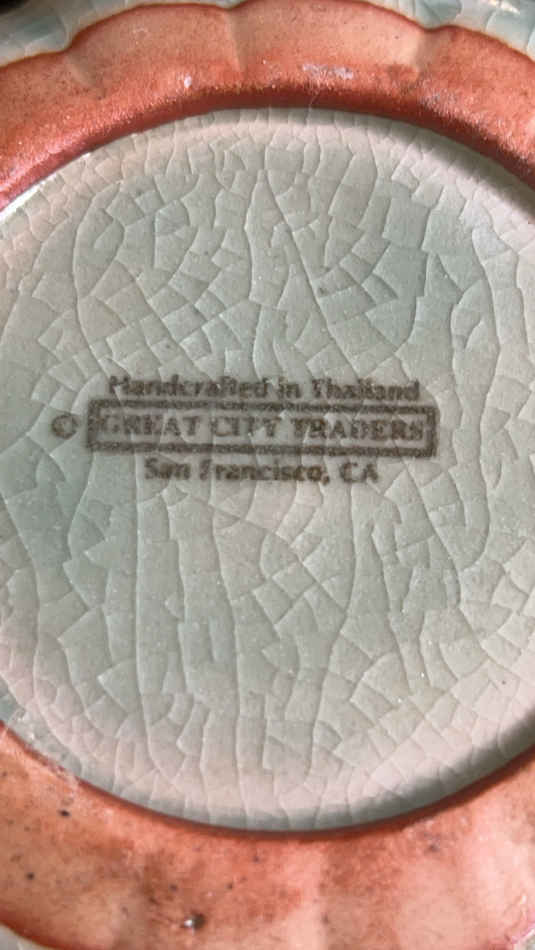 Handcrafted in Thailand
© GREAT CITY TRADERS
San Francisco, CA